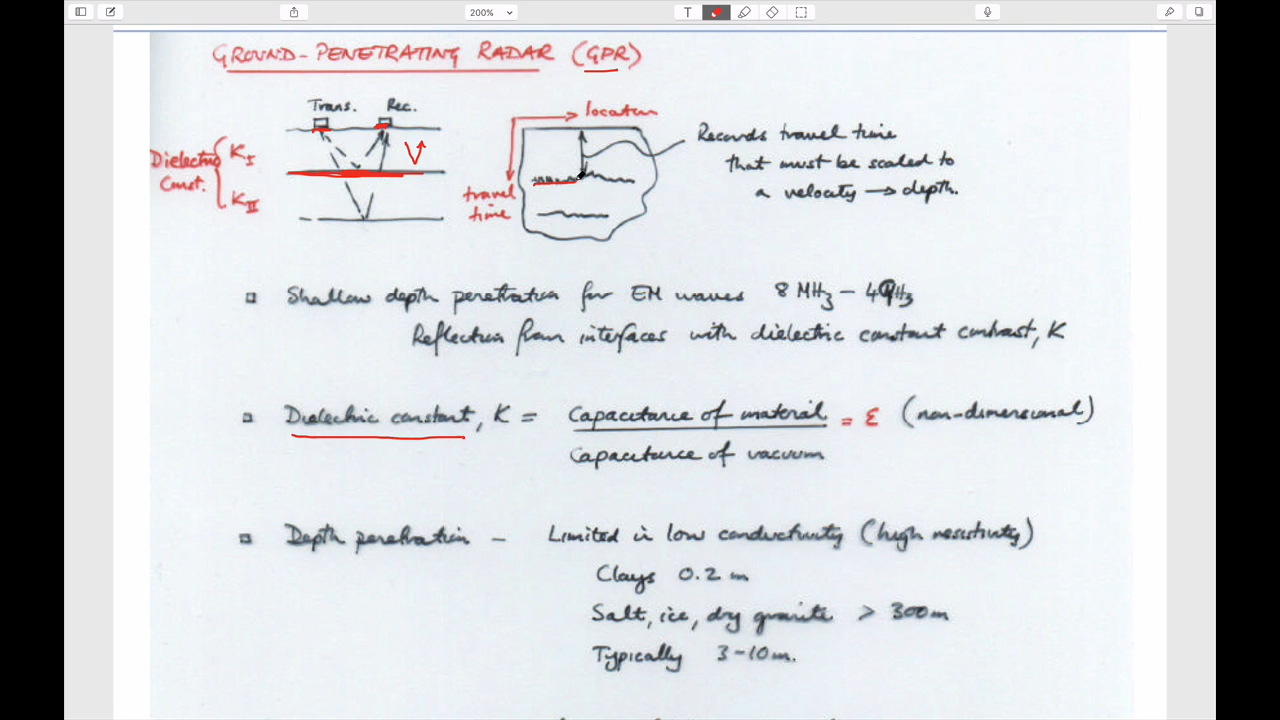 200%
T
GROUND-PENETRATING RADAR (GPR)
Trans. Rec.
location
Dielectric Const.
K I
K II
V
travel time
Records travel time
that must be scaled to
a velocity → depth.
Shallow depth penetration for EM waves 8 MHz -
Reflection from interfaces with dielectric constant contrast, K
Dielectric constant, K = Capacitance of material = ε (non-dimensional)
Capacitance of vacuum
Depth penetration - Limited in low conductivity (high resistivity)
Clays 0.2 m
Salt, ice, dry granite > 300m
Typically 3-10m.